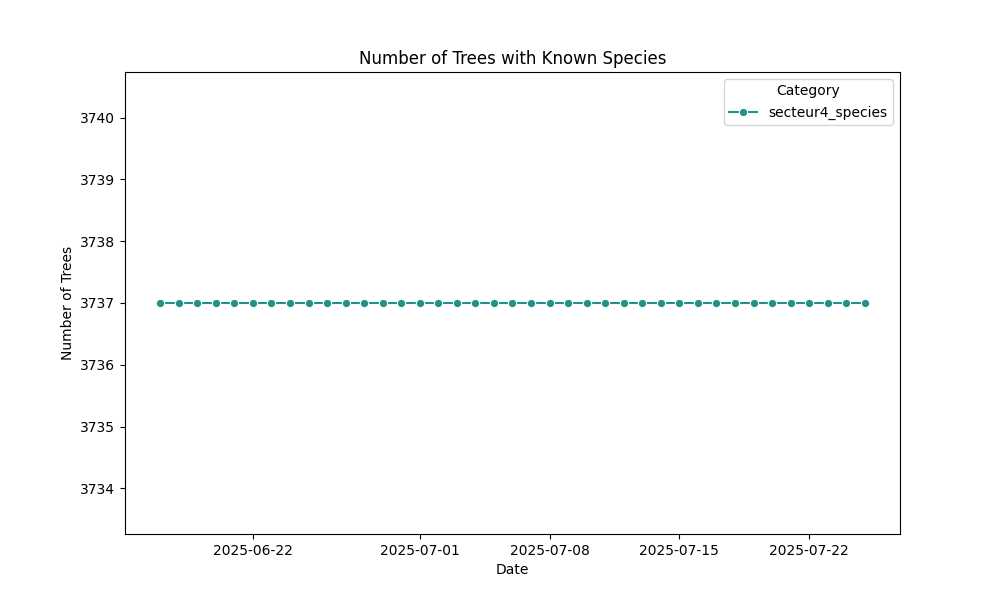 Number of Trees with Known Species
Category
secteur4_species
Number of Trees
3740
3739
3738
3737
3736
3735
3734
2025-06-22
2025-07-01
2025-07-08
2025-07-15
2025-07-22
Date